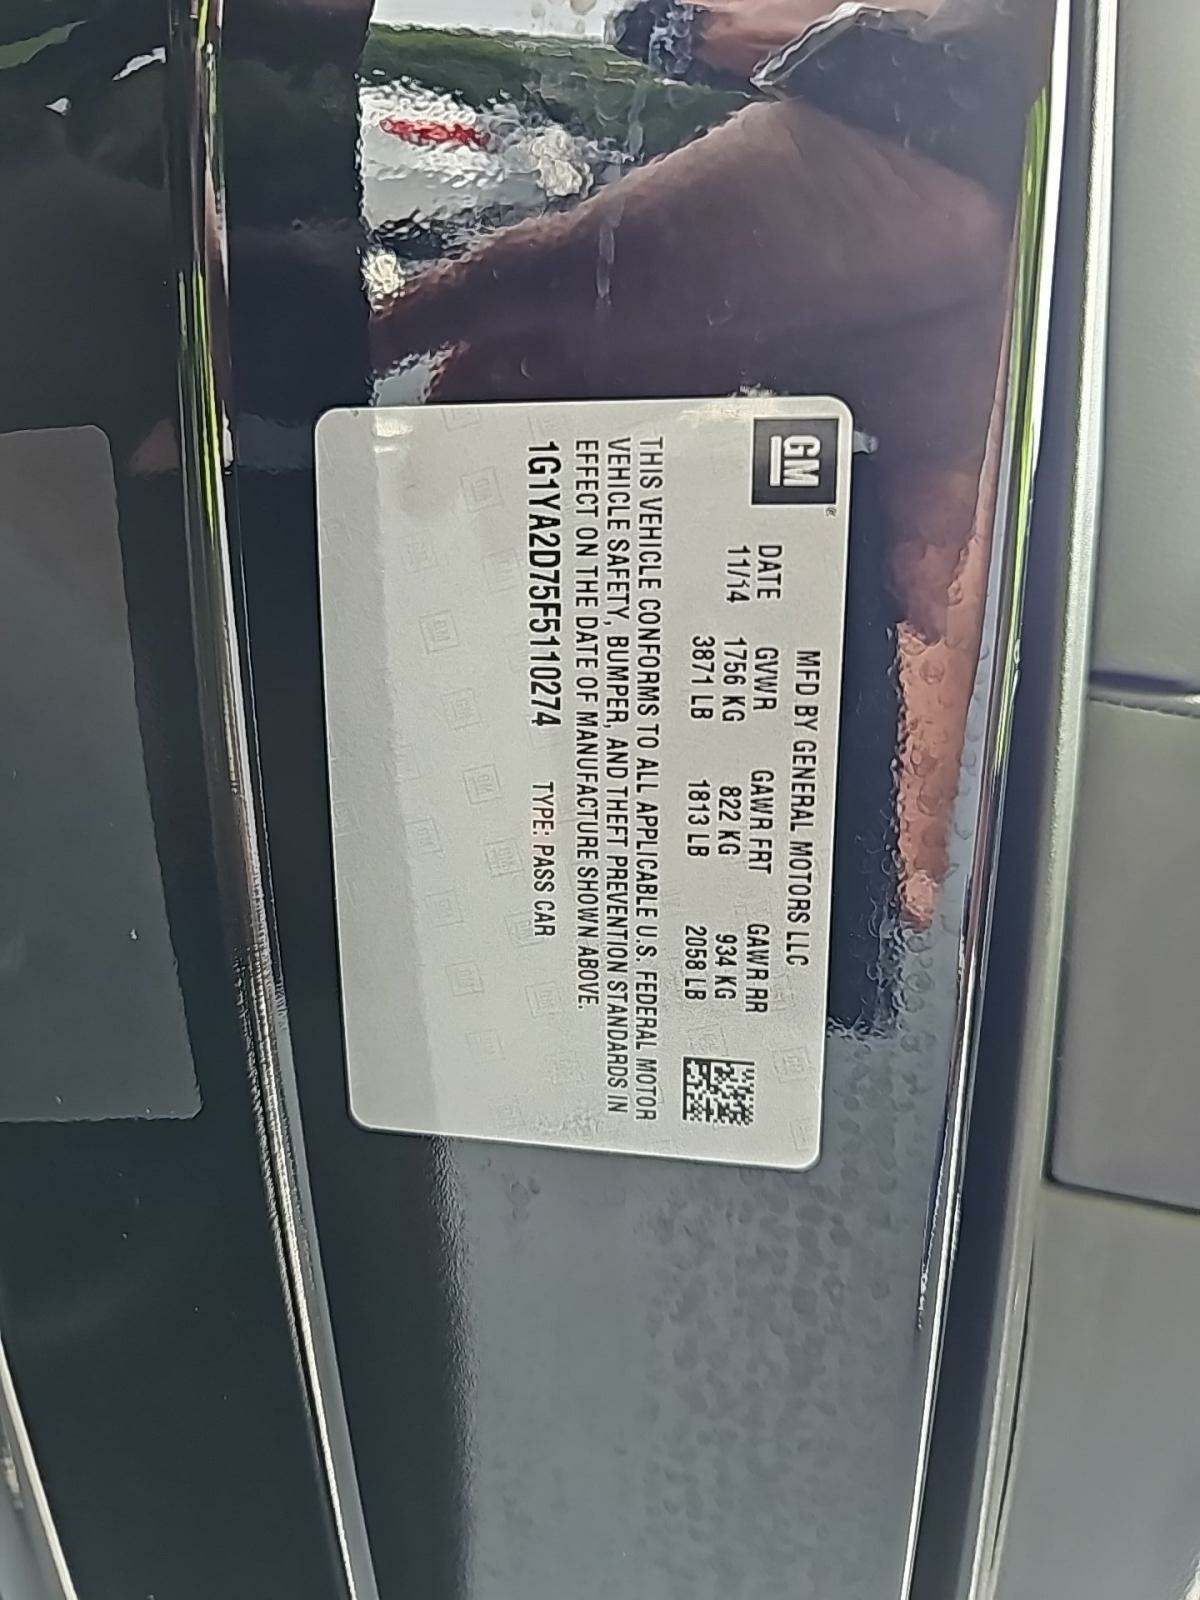 GM
MFD BY GENERAL MOTORS LLC
DATE GVWR GAWR FRT GAWR RR
11/14 1756 KG 822 KG 934 KG
3871 LB 1813 LB 2058 LB
THIS VEHICLE CONFORMS TO ALL APPLICABLE U.S. FEDERAL MOTOR
VEHICLE SAFETY, BUMPER, AND THEFT PREVENTION STANDARDS IN
EFFECT ON THE DATE OF MANUFACTURE SHOWN ABOVE.
1G1YA2D75F5110274 TYPE: PASS CAR